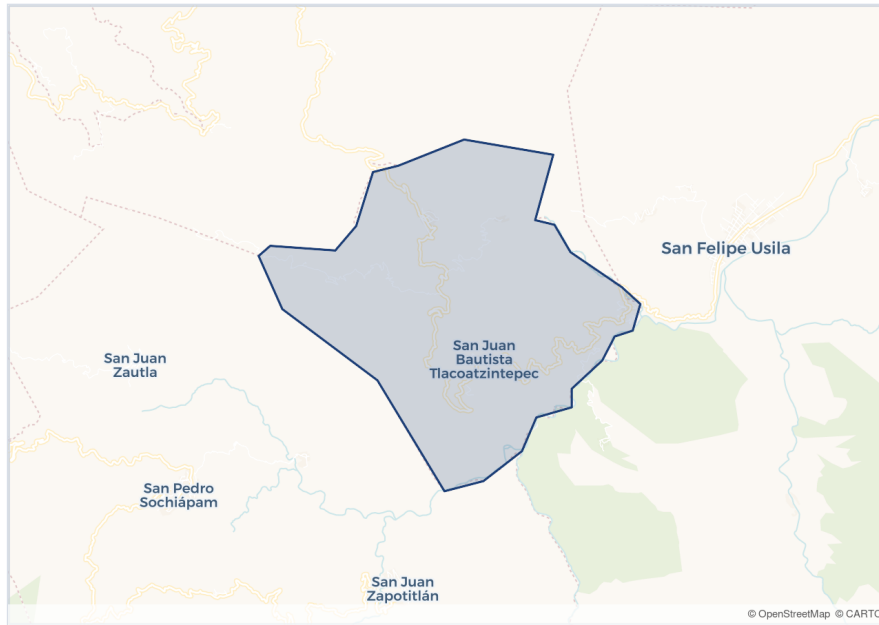 San Felipe Usila
San Juan
Bautista
Tlacoatzintepec
San Juan
Zautla
San Pedro
Sochiápam
San Juan
Zapotitlán
© OpenStreetMap © CARTO